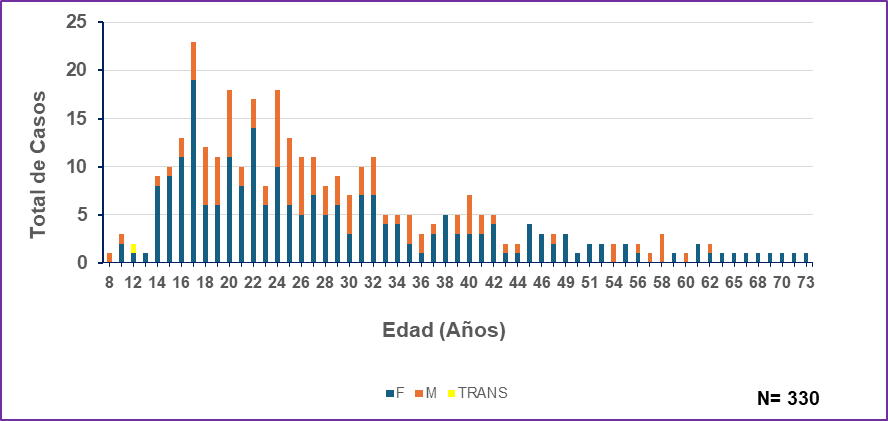 25
20
15
10
5
0
Total de Casos
8 12 14 16 18 20 22 24 26 28 30 32 34 36 38 40 42 44 46 49 51 54 56 58 60 62 65 68 70 73
Edad (Años)
F M TRANS
N= 330